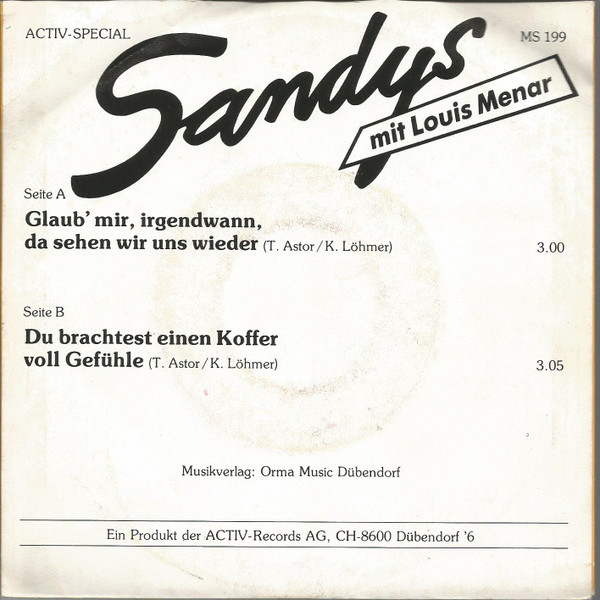 ACTIV-SPECIAL
MS 199
Sandys
mit Louis Menar
Seite A
Glaub' mir, irgendwann,
da sehen wir uns wieder (T. Astor/K. Löhmer) 3.00
Seite B
Du brachtest einen Koffer
voll Gefühle (T. Astor/K. Löhmer) 3.05
Musikverlag: Orma Music Dübendorf
Ein Produkt der ACTIV-Records AG, CH-8600 Dübendorf '6